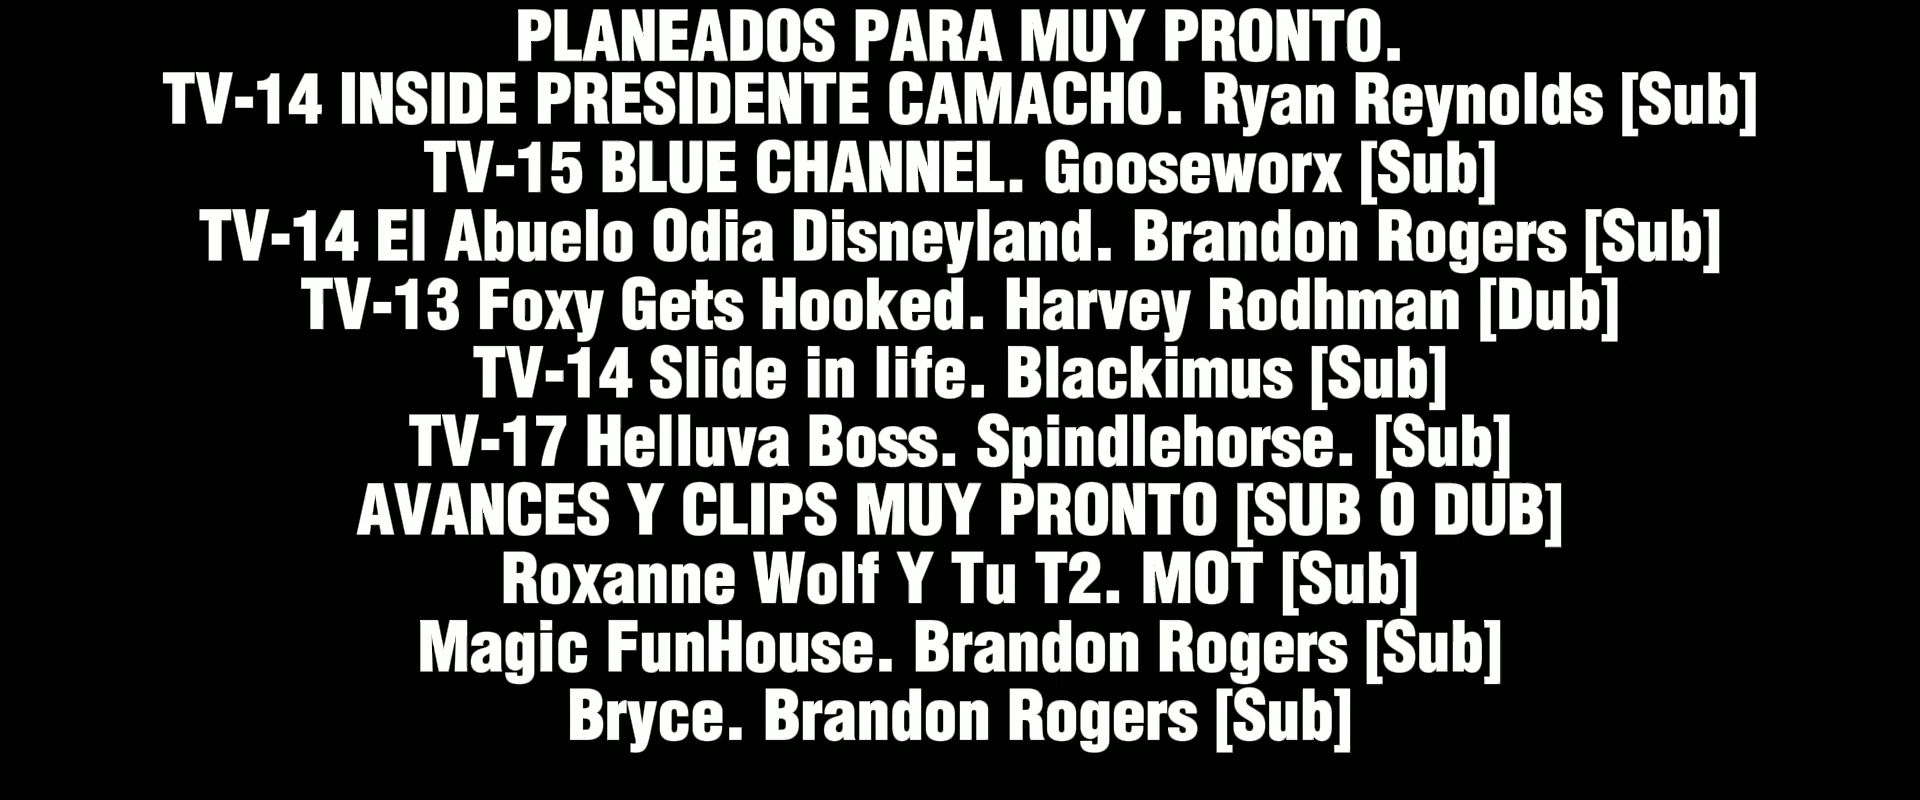 PLANEADOS PARA MUY PRONTO.
TV-14 INSIDE PRESIDENTE CAMACHO. Ryan Reynolds [Sub]
TV-15 BLUE CHANNEL. Gooseworx [Sub]
TV-14 El Abuelo Odia Disneyland. Brandon Rogers [Sub]
TV-13 Foxy Gets Hooked. Harvey Rodhman [Dub]
TV-14 Slide in life. Blackimus [Sub]
TV-17 Helluva Boss. Spindlehorse. [Sub]
AVANCES Y CLIPS MUY PRONTO [SUB O DUB]
Roxanne Wolf Y Tu T2. MOT [Sub]
Magic FunHouse. Brandon Rogers [Sub]
Bryce. Brandon Rogers [Sub]